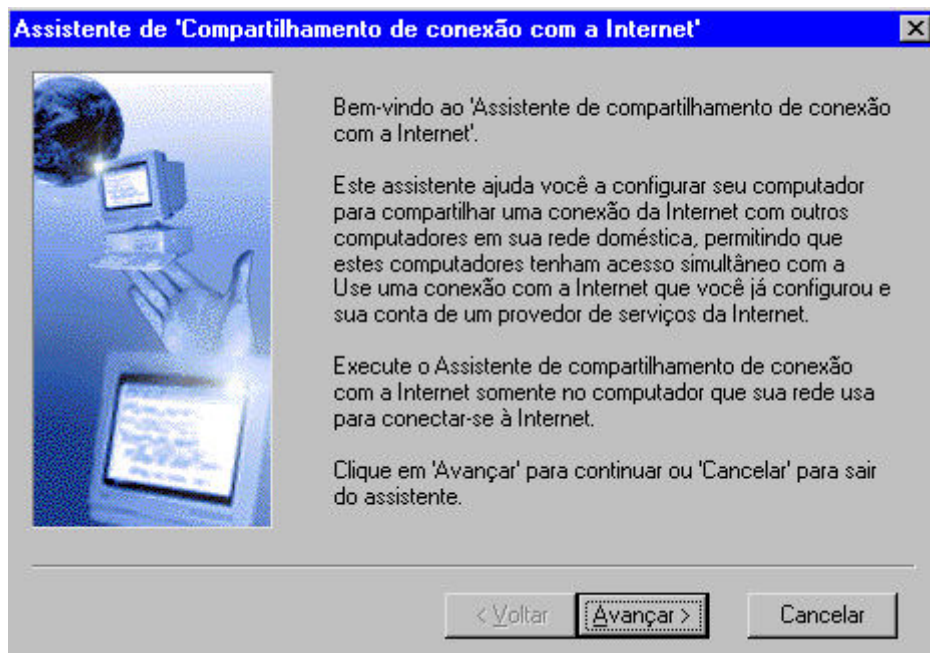 Assistente de 'Compartilhamento de conexão com a Internet'
Bem-vindo ao 'Assistente de compartilhamento de conexão
com a Internet'.
Este assistente ajuda você a configurar seu computador
para compartilhar uma conexão da Internet com outros
computadores em sua rede doméstica, permitindo que
estes computadores tenham acesso simultâneo com a
Use uma conexão com a Internet que você já configurou e
sua conta de um provedor de serviços da Internet.
Execute o Assistente de compartilhamento de conexão
com a Internet somente no computador que sua rede usa
para conectar-se à Internet.
Clique em 'Avançar' para continuar ou 'Cancelar' para sair
do assistente.
< Voltar
Avançar >
Cancelar